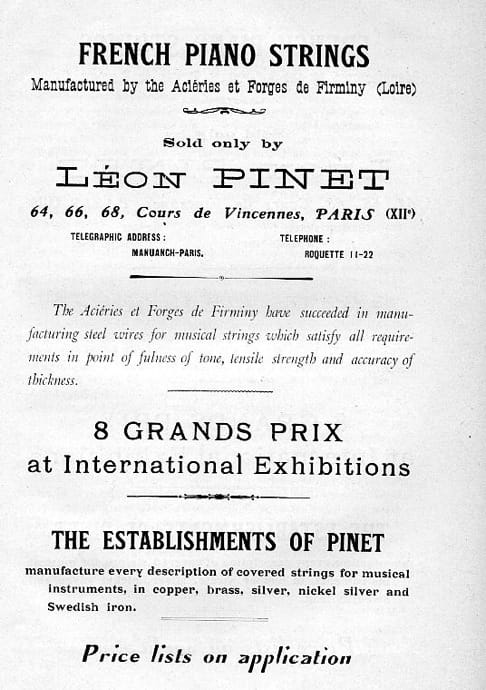 FRENCH PIANO STRINGS
Manufactured by the Aciéries et Forges de Firminy (Loire)
Sold only by
LÉON PINET
64, 66, 68, Cours de Vincennes, PARIS (XIIe)
TELEGRAPHIC ADDRESS : TELEPHONE :
MANUANCH-PARIS. ROQUETTE 11-22
The Aciéries et Forges de Firminy have succeeded in manu-
facturing steel wires for musical strings which satisfy all require-
ments in point of fulness of tone, tensile strength and accuracy of
thickness.
8 GRANDS PRIX
at International Exhibitions
THE ESTABLISHMENTS OF PINET
manufacture every description of covered strings for musical
instruments, in copper, brass, silver, nickel silver and
Swedish iron.
Price lists on application